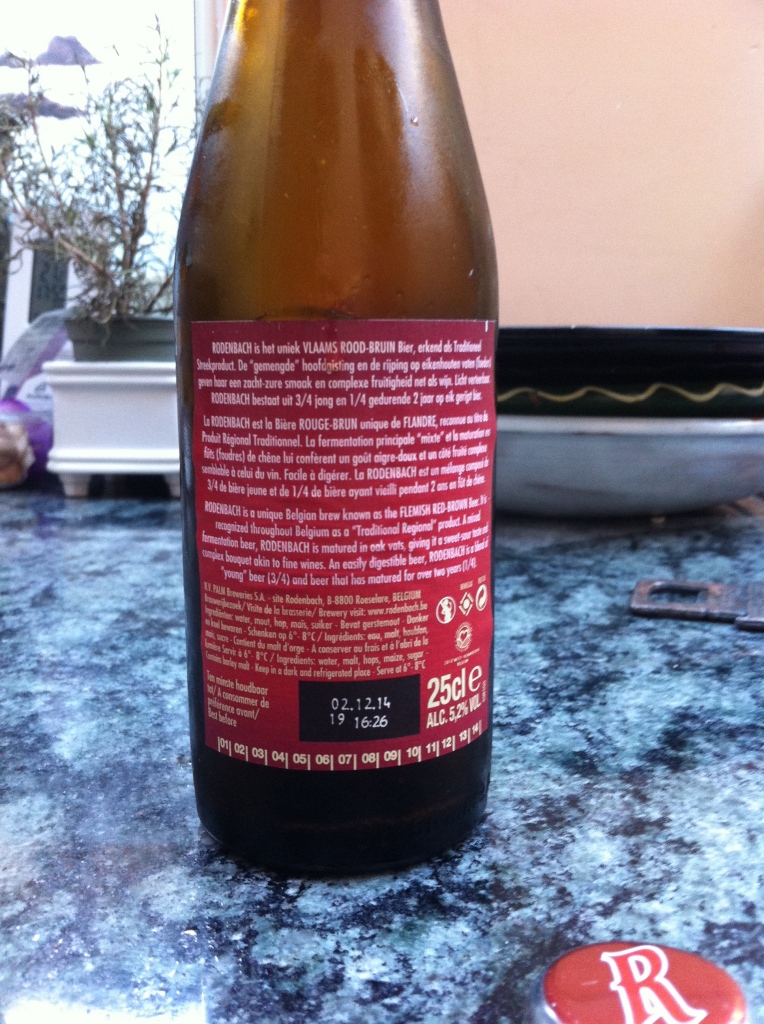 RODENBACH is het uniek VLAAMS ROOD-BRUIN Bier, erkend als Traditioneel
Streekproduct. De "gemengde" hoofdgisting en de rijping op eikenhouten vaten (foeders)
geven haar een zacht-zure smaak en complexe fruitigheid net als wijn. Licht verteerbaar.
RODENBACH bestaat uit 3/4 jong en 1/4 gedurende 2 jaar op eik gerijpt bier.
La RODENBACH est la Bière ROUGE-BRUN unique de FLANDRE, reconnue au titre de
Produit Régional Traditionnel. La fermentation principale "mixte" et la maturation en
fûts (foudres) de chêne lui confèrent un goût aigre-doux et un côté fruité complexe
semblable à celui du vin. Facile à digérer. La RODENBACH est un mélange composé de
3/4 de bière jeune et de 1/4 de bière ayant vieilli pendant 2 ans en fût de chêne.
RODENBACH is a unique Belgian brew known as the FLEMISH RED-BROWN Beer. It is
recognized throughout Belgium as a "Traditional Regional" product. A mixed
fermentation beer, RODENBACH is matured in oak vats, giving it a sweet-sour taste and
complex bouquet akin to fine wines. An easily digestible beer, RODENBACH is a blend of
"young" beer (3/4) and beer that has matured for over two years (1/4).
N.V. PALM Breweries S.A. - site Rodenbach, B-8800 Roeselare, BELGIUM
Brouwerijbezoek/ Visite de la brasserie/ Brewery visit: www.rodenbach.be
Ingrediënten: water, mout, hop, maïs, suiker - Bevat gerstemout - Donker
en koel bewaren - Schenken op 6°- 8°C / Ingrédients: eau, malt, houblon,
maïs, sucre - Contient du malt d'orge - A conserver au frais et à l'abri de la
lumière Servir à 6°- 8°C / Ingredients: water, malt, hops, maize, sugar -
Contains barley malt - Keep in a dark and refrigerated place - Serve at 6°- 8°C
Ten minste houdbaar
tot/ A consommer de
préférence avant/
Best before
02.12.14
19 16:26
25cl e
ALC. 5,2% VOL.
|01| 02| 03| 04| 05| 06| 07| 08| 09| 10| 11| 12| 13| 14|
R